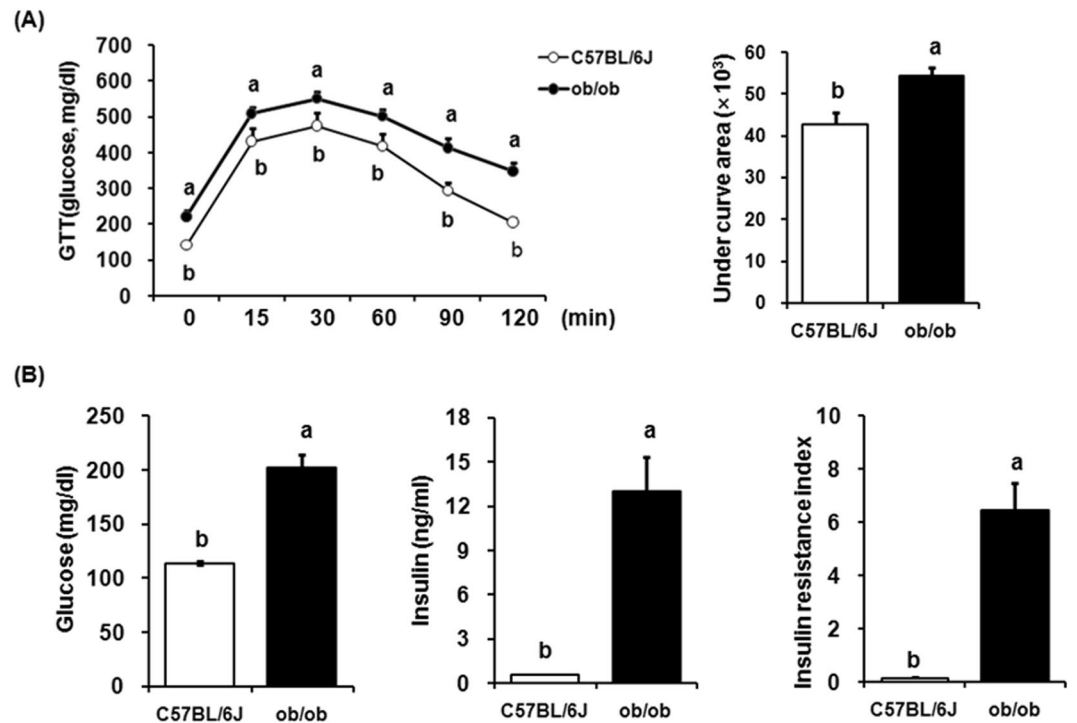 (A)
GTT(glucose, mg/dl)
700
600
500
400
300
200
100
0
a
a
a
a
a
a
b
b
b
b
b
b
0 15 30 60 90 120 (min)
C57BL/6J
ob/ob
Under curve area (× 10³)
60
50
40
30
20
10
0
b
a
C57BL/6J ob/ob
(B)
Glucose (mg/dl)
250
200
150
100
50
0
b
a
C57BL/6J ob/ob
Insulin (ng/ml)
18
15
12
9
6
3
0
b
a
C57BL/6J ob/ob
Insulin resistance index
10
8
6
4
2
0
b
a
C57BL/6J ob/ob